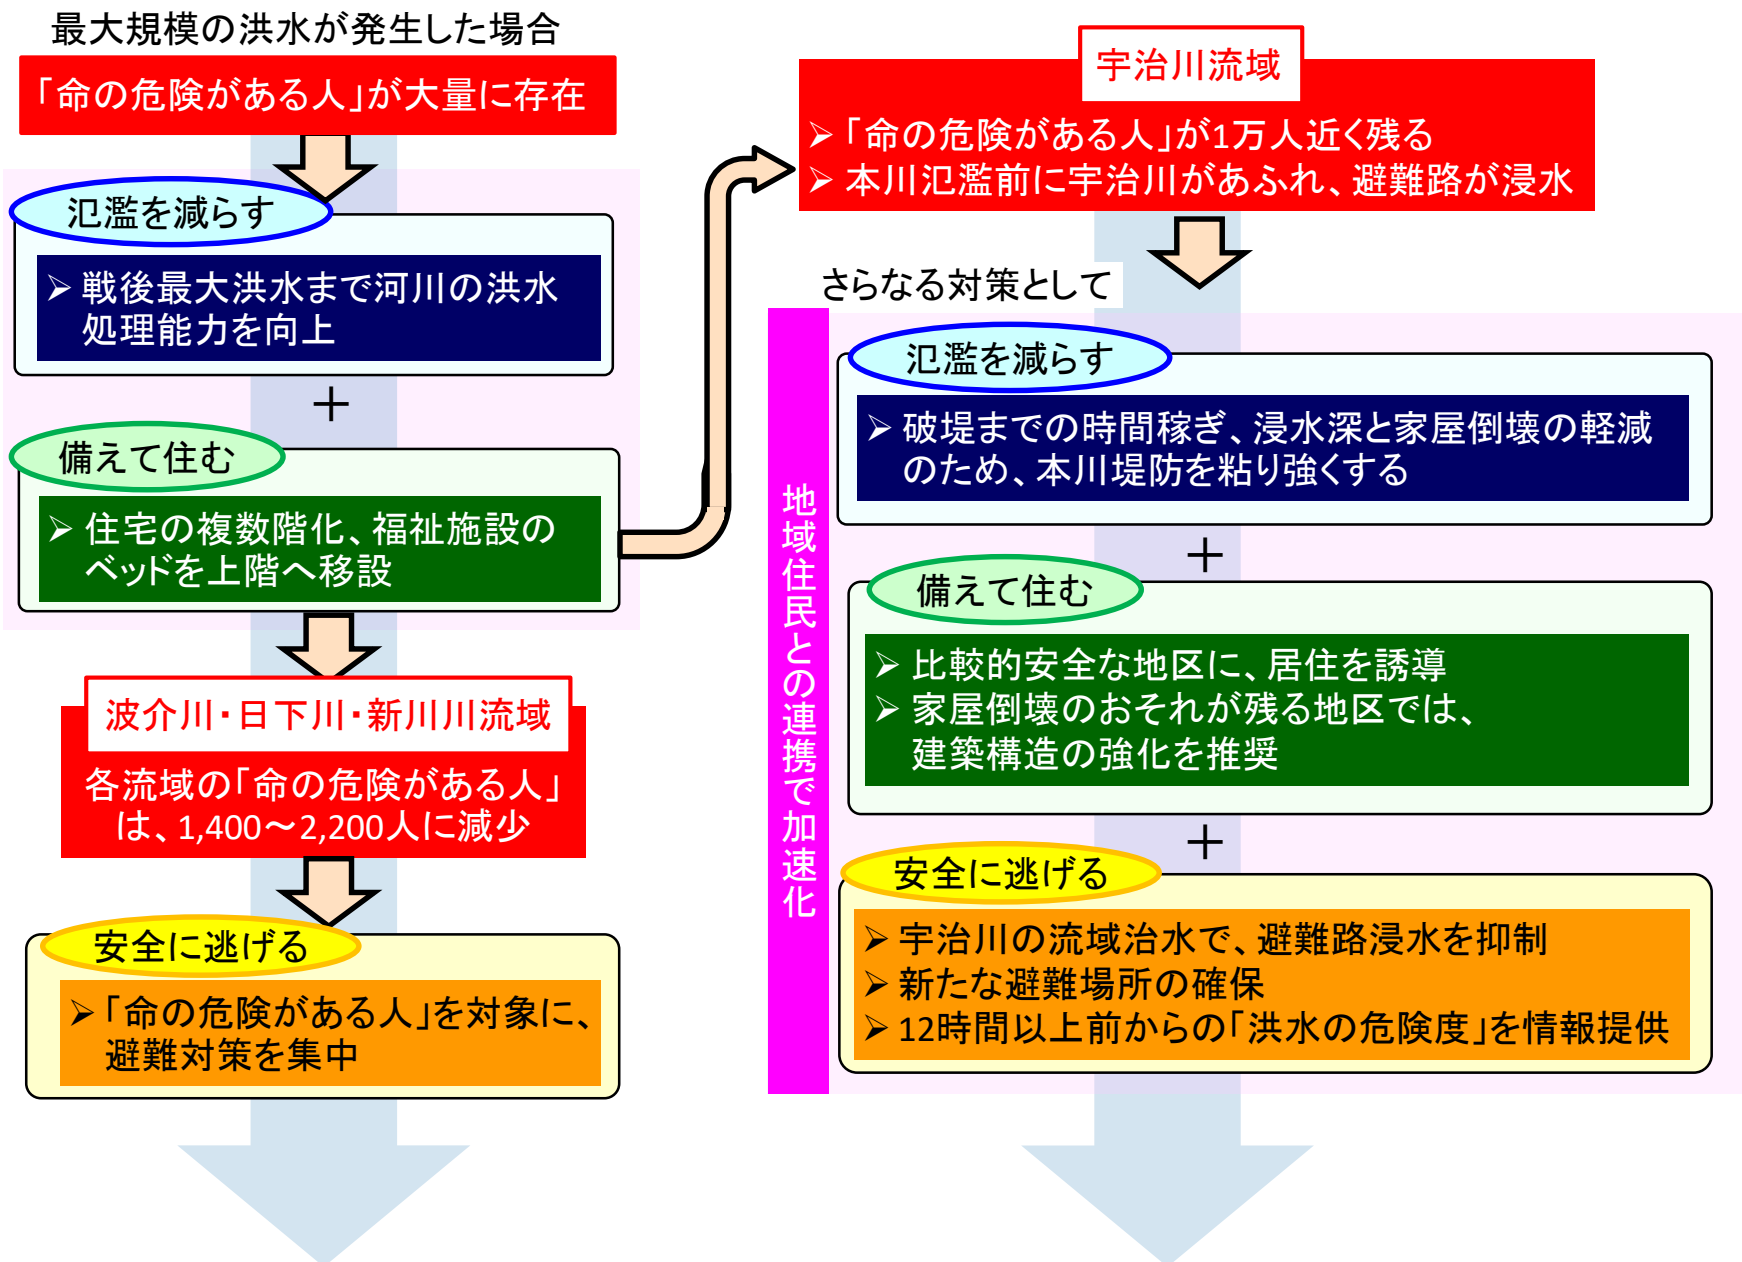 最大規模の洪水が発生した場合
「命の危険がある人」が大量に存在
氾濫を減らす
➢ 戦後最大洪水まで河川の洪水
処理能力を向上
＋
備えて住む
➢ 住宅の複数階化、福祉施設の
ベッドを上階へ移設
波介川・日下川・新川川流域
各流域の「命の危険がある人」
は、1,400～2,200人に減少
安全に逃げる
➢ 「命の危険がある人」を対象に、
避難対策を集中
宇治川流域
➢ 「命の危険がある人」が1万人近く残る
➢ 本川氾濫前に宇治川があふれ、避難路が浸水
さらなる対策として
地域住民との連携で加速化
氾濫を減らす
➢ 破堤までの時間稼ぎ、浸水深と家屋倒壊の軽減
のため、本川堤防を粘り強くする
＋
備えて住む
➢ 比較的安全な地区に、居住を誘導
➢ 家屋倒壊のおそれが残る地区では、
建築構造の強化を推奨
＋
安全に逃げる
➢ 宇治川の流域治水で、避難路浸水を抑制
➢ 新たな避難場所の確保
➢ 12時間以上前からの「洪水の危険度」を情報提供